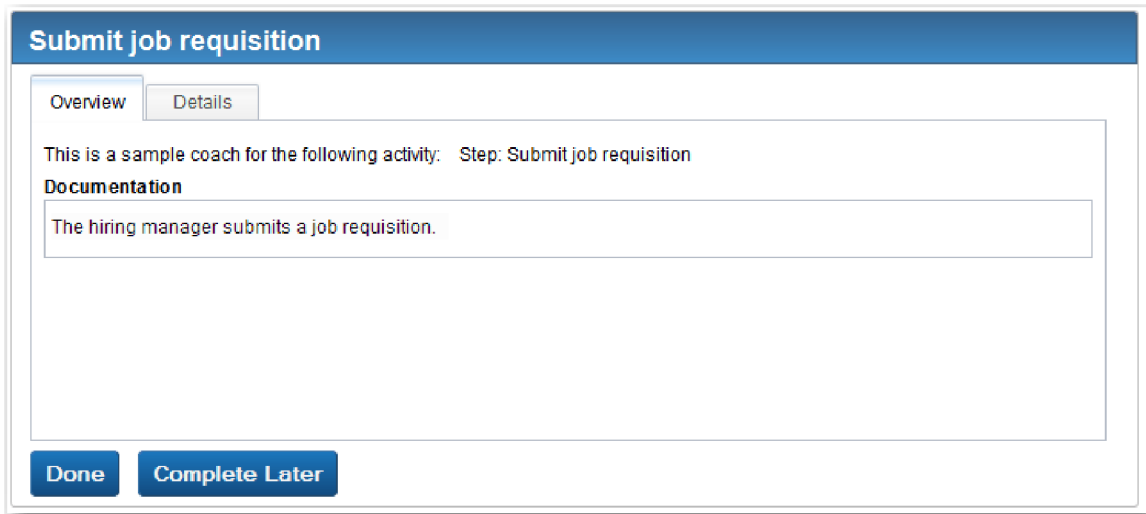 Submit job requisition
Overview Details
This is a sample coach for the following activity: Step: Submit job requisition
Documentation
The hiring manager submits a job requisition.
Done Complete Later